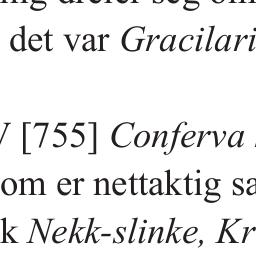 det var Gracilari
[755] Conferva
om er nettaktig sa
k Nekk-slinke, Kr